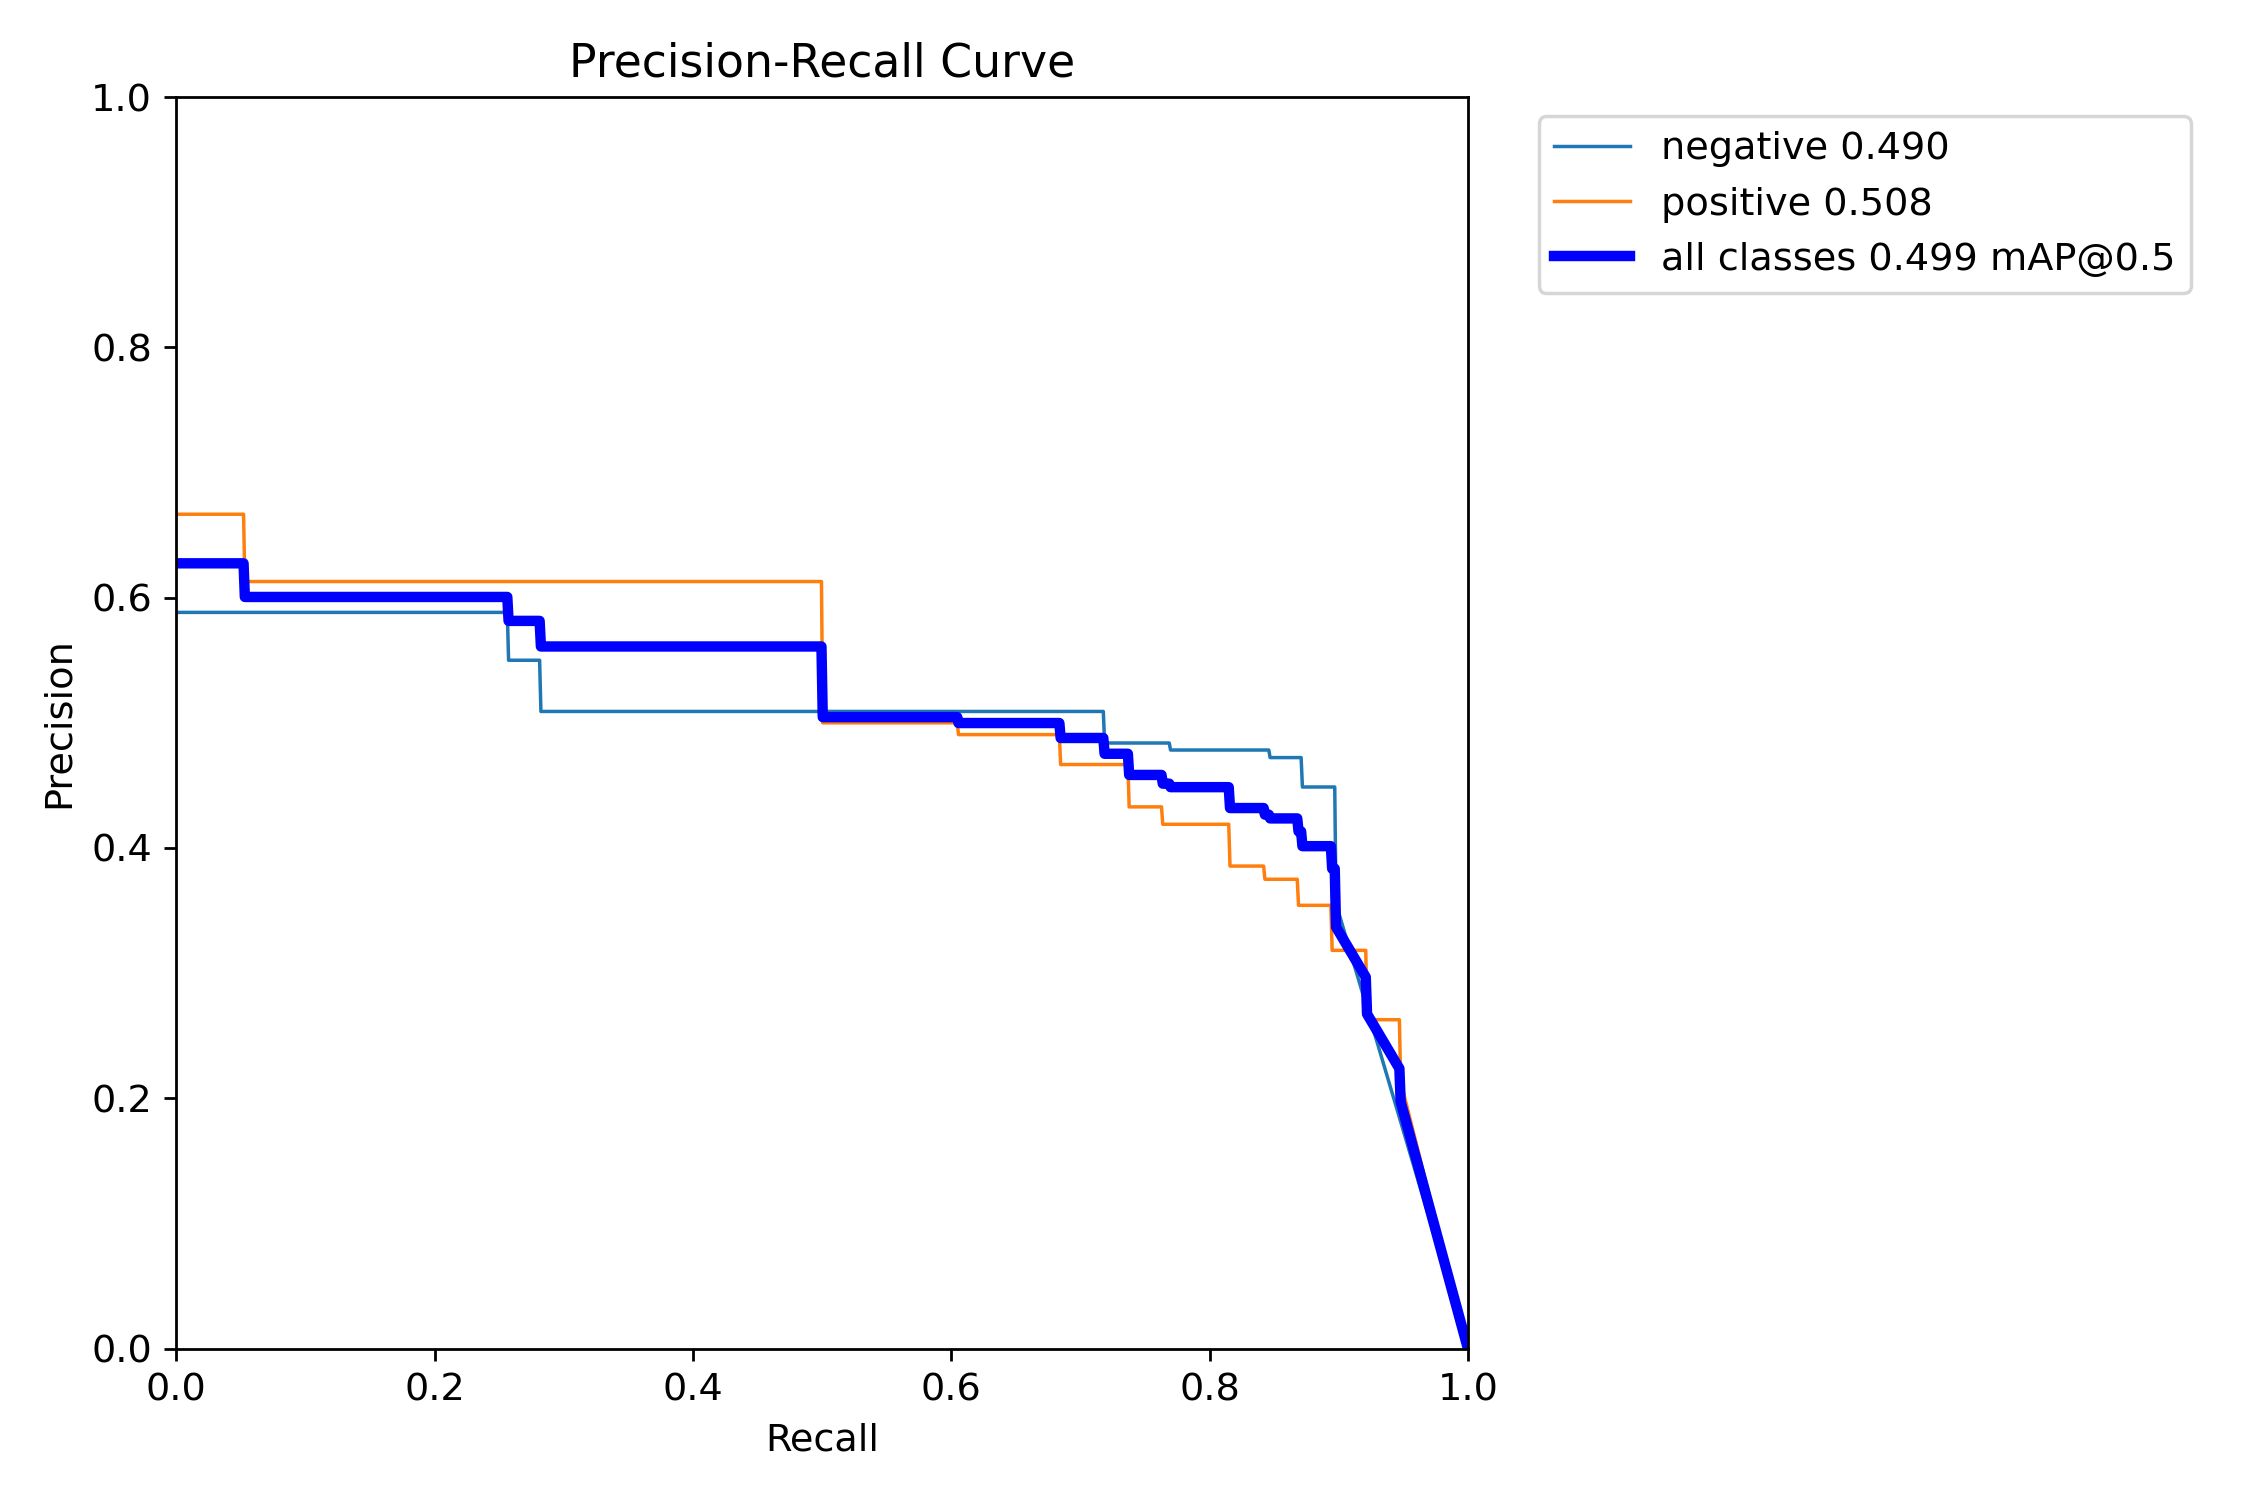 Precision-Recall Curve
1.0
0.8
0.6
0.4
0.2
0.0
Precision
0.0 0.2 0.4 0.6 0.8 1.0
Recall
negative 0.490
positive 0.508
all classes 0.499 mAP@0.5